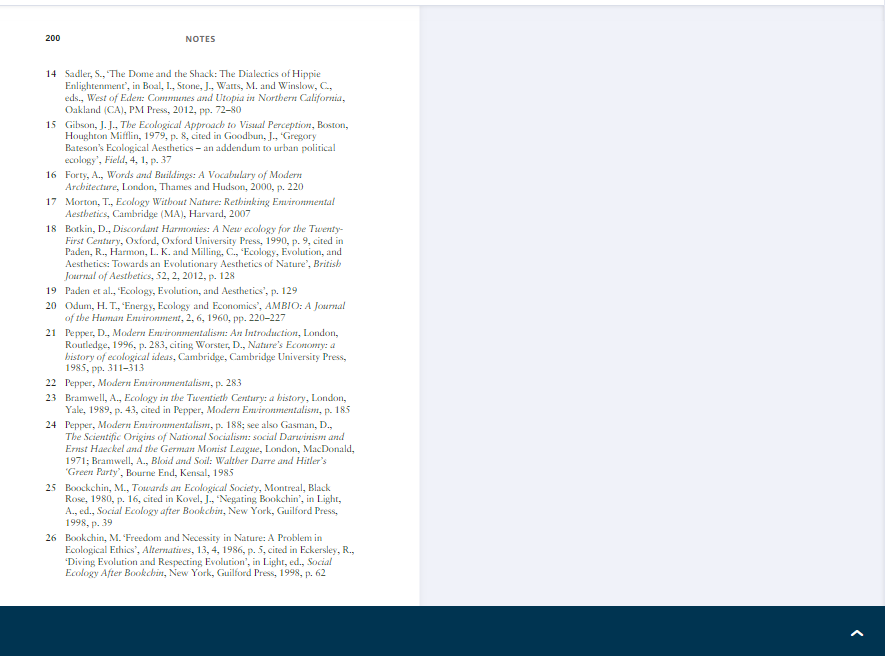 200 NOTES
14 Sadler, S., ‘The Dome and the Shack: The Dialectics of Hippie
Enlightenment’, in Boal, I., Stone, J., Watts, M. and Winslow, C.,
eds., West of Eden: Communes and Utopia in Northern California,
Oakland (CA), PM Press, 2012, pp. 72–80
15 Gibson, J. J., The Ecological Approach to Visual Perception, Boston,
Houghton Mifflin, 1979, p. 8, cited in Goodbun, J., ‘Gregory
Bateson’s Ecological Aesthetics – an addendum to urban political
ecology’, Field, 4, 1, p. 37
16 Forty, A., Words and Buildings: A Vocabulary of Modern
Architecture, London, Thames and Hudson, 2000, p. 220
17 Morton, T., Ecology Without Nature: Rethinking Environmental
Aesthetics, Cambridge (MA), Harvard, 2007
18 Botkin, D., Discordant Harmonies: A New ecology for the Twenty-
First Century, Oxford, Oxford University Press, 1990, p. 9, cited in
Paden, R., Harmon, L. K. and Milling, C., ‘Ecology, Evolution, and
Aesthetics: Towards an Evolutionary Aesthetics of Nature’, British
Journal of Aesthetics, 52, 2, 2012, p. 128
19 Paden et al., ‘Ecology, Evolution, and Aesthetics’, p. 129
20 Odum, H. T., ‘Energy, Ecology and Economics’, AMBIO: A Journal
of the Human Environment, 2, 6, 1960, pp. 220–227
21 Pepper, D., Modern Environmentalism: An Introduction, London,
Routledge, 1996, p. 283, citing Worster, D., Nature’s Economy: a
history of ecological ideas, Cambridge, Cambridge University Press,
1985, pp. 311–313
22 Pepper, Modern Environmentalism, p. 283
23 Bramwell, A., Ecology in the Twentieth Century: a history, London,
Yale, 1989, p. 43, cited in Pepper, Modern Environmentalism, p. 185
24 Pepper, Modern Environmentalism, p. 188; see also Gasman, D.,
The Scientific Origins of National Socialism: social Darwinism and
Ernst Haeckel and the German Monist League, London, MacDonald,
1971; Bramwell, A., Bloid and Soil: Walther Darre and Hitler’s
‘Green Party’, Bourne End, Kensal, 1985
25 Boockchin, M., Towards an Ecological Society, Montreal, Black
Rose, 1980, p. 16, cited in Kovel, J., ‘Negating Bookchin’, in Light,
A., ed., Social Ecology after Bookchin, New York, Guilford Press,
1998, p. 39
26 Bookchin, M. ‘Freedom and Necessity in Nature: A Problem in
Ecological Ethics’, Alternatives, 13, 4, 1986, p. 5, cited in Eckersley, R.,
‘Diving Evolution and Respecting Evolution’, in Light, ed., Social
Ecology After Bookchin, New York, Guilford Press, 1998, p. 62